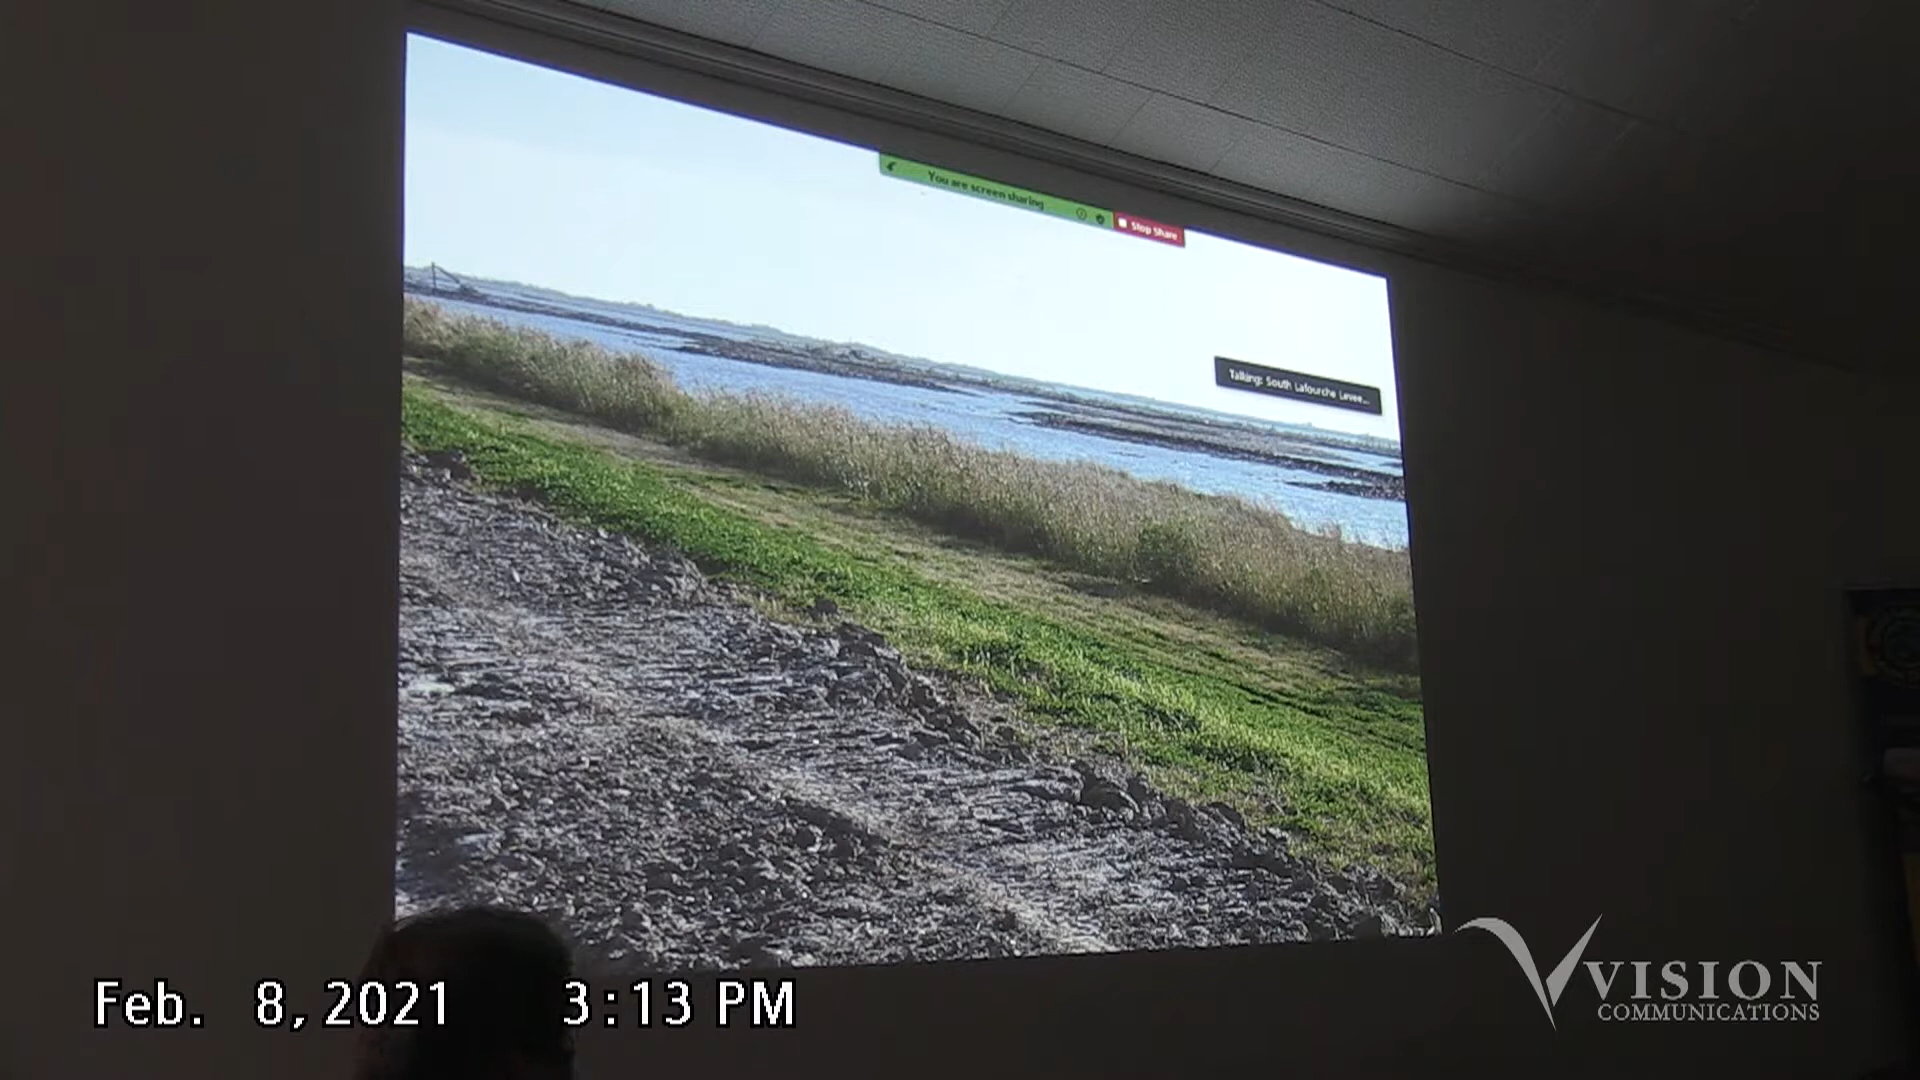 You are screen sharing
Stop Share
Talking: South Lafourche Levee...
Feb. 8, 2021 3:13 PM
VISION
COMMUNICATIONS